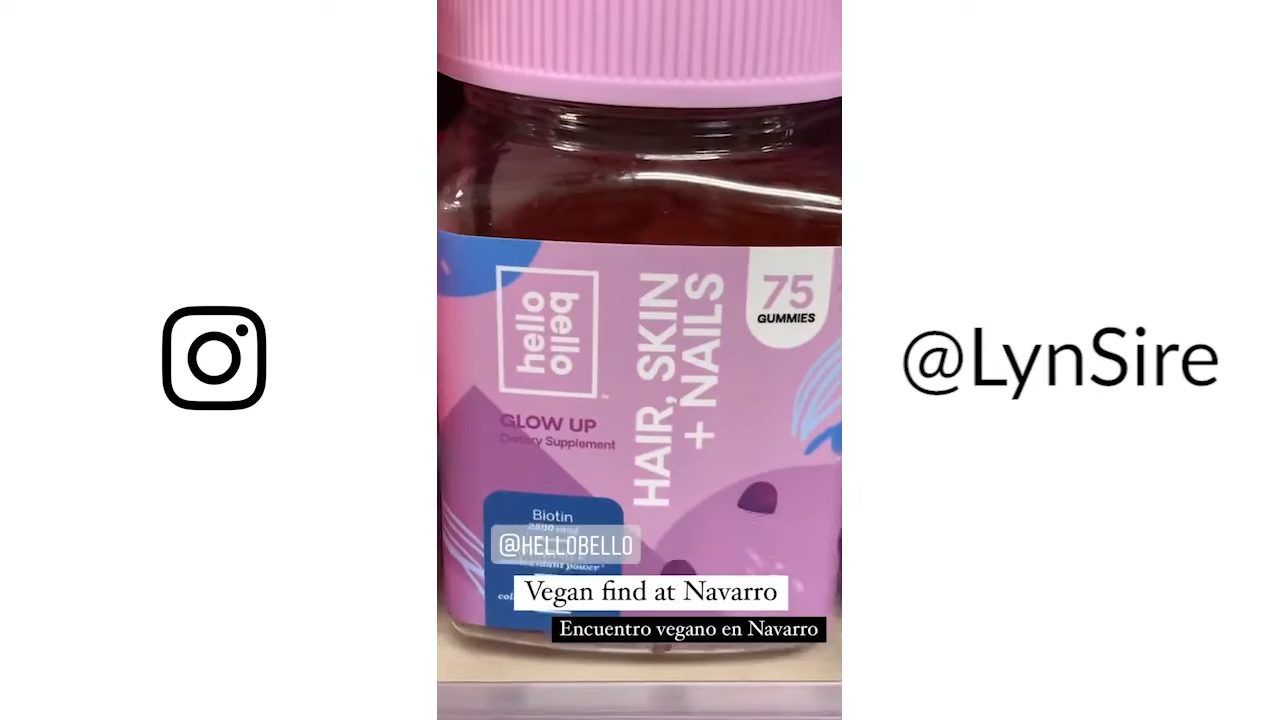 hello
bello
HAIR, SKIN
+ NAILS
75
GUMMIES
GLOW UP
Dietary Supplement
Biotin
@HELLOBELLO
Vegan find at Navarro
Encuentro vegano en Navarro
@LynSire